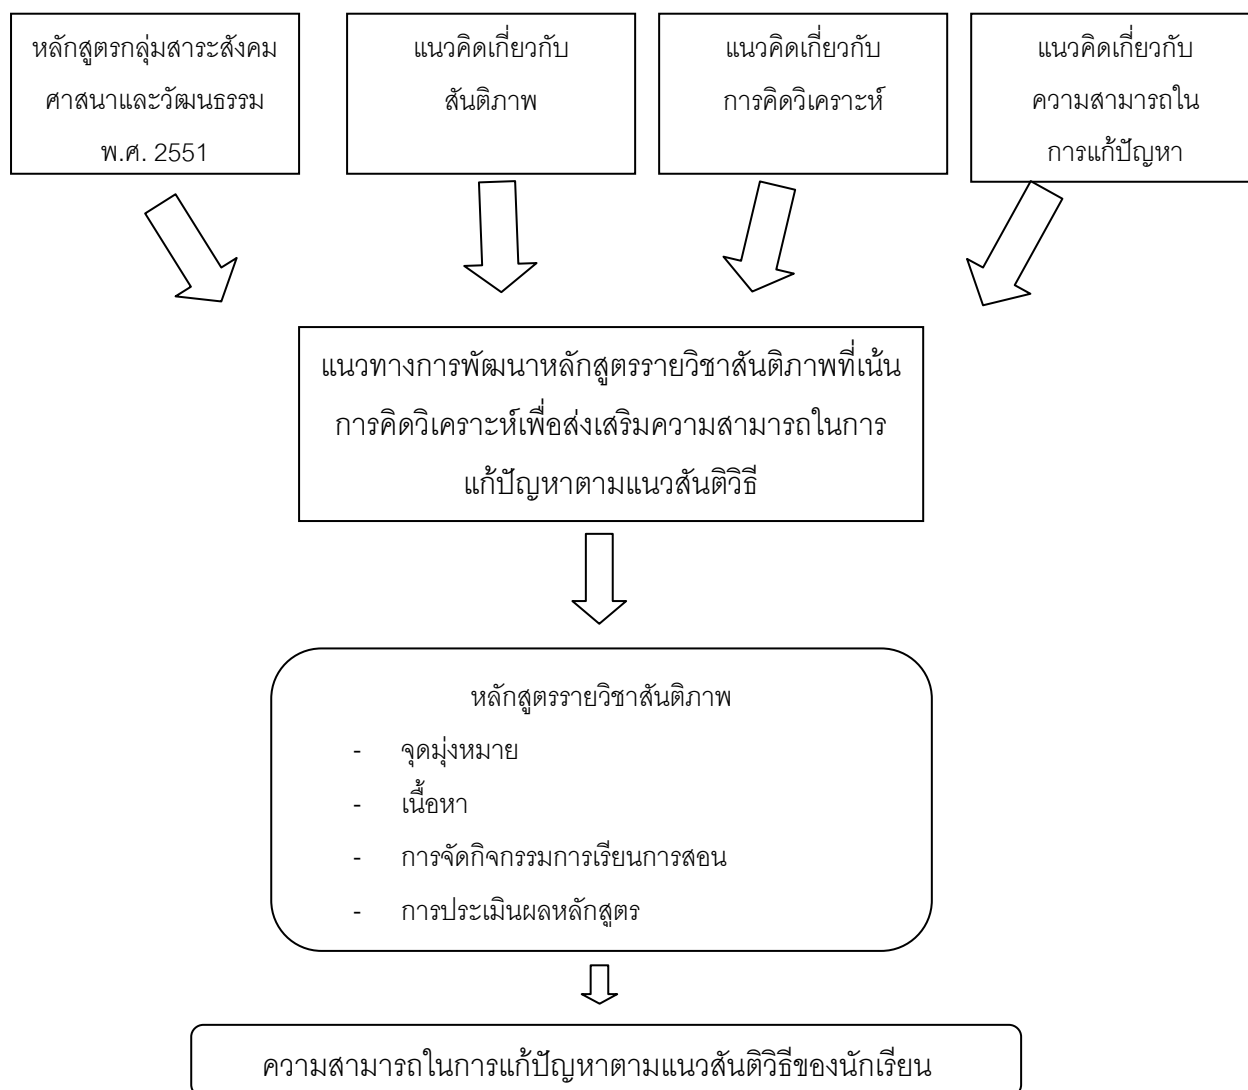 หลักสูตรกลุ่มสาระสังคม
ศาสนาและวัฒนธรรม
พ.ศ. 2551
แนวคิดเกี่ยวกับ
สันติภาพ
แนวคิดเกี่ยวกับ
การคิดวิเคราะห์
แนวคิดเกี่ยวกับ
ความสามารถใน
การแก้ปัญหา
แนวทางการพัฒนาหลักสูตรรายวิชาสันติภาพที่เน้น
การคิดวิเคราะห์เพื่อส่งเสริมความสามารถในการ
แก้ปัญหาตามแนวสันติวิธี
หลักสูตรรายวิชาสันติภาพ
- จุดมุ่งหมาย
- เนื้อหา
- การจัดกิจกรรมการเรียนการสอน
- การประเมินผลหลักสูตร
ความสามารถในการแก้ปัญหาตามแนวสันติวิธีของนักเรียน